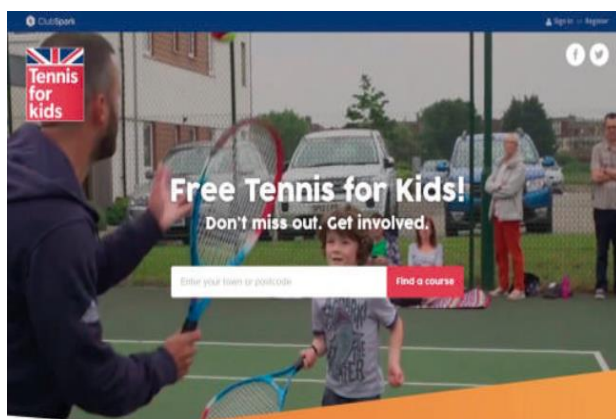 ClubSpark
Sign in or Register
Tennis
for
kids
Free Tennis for Kids!
Don't miss out. Get involved.
Enter your town or postcode
Find a course